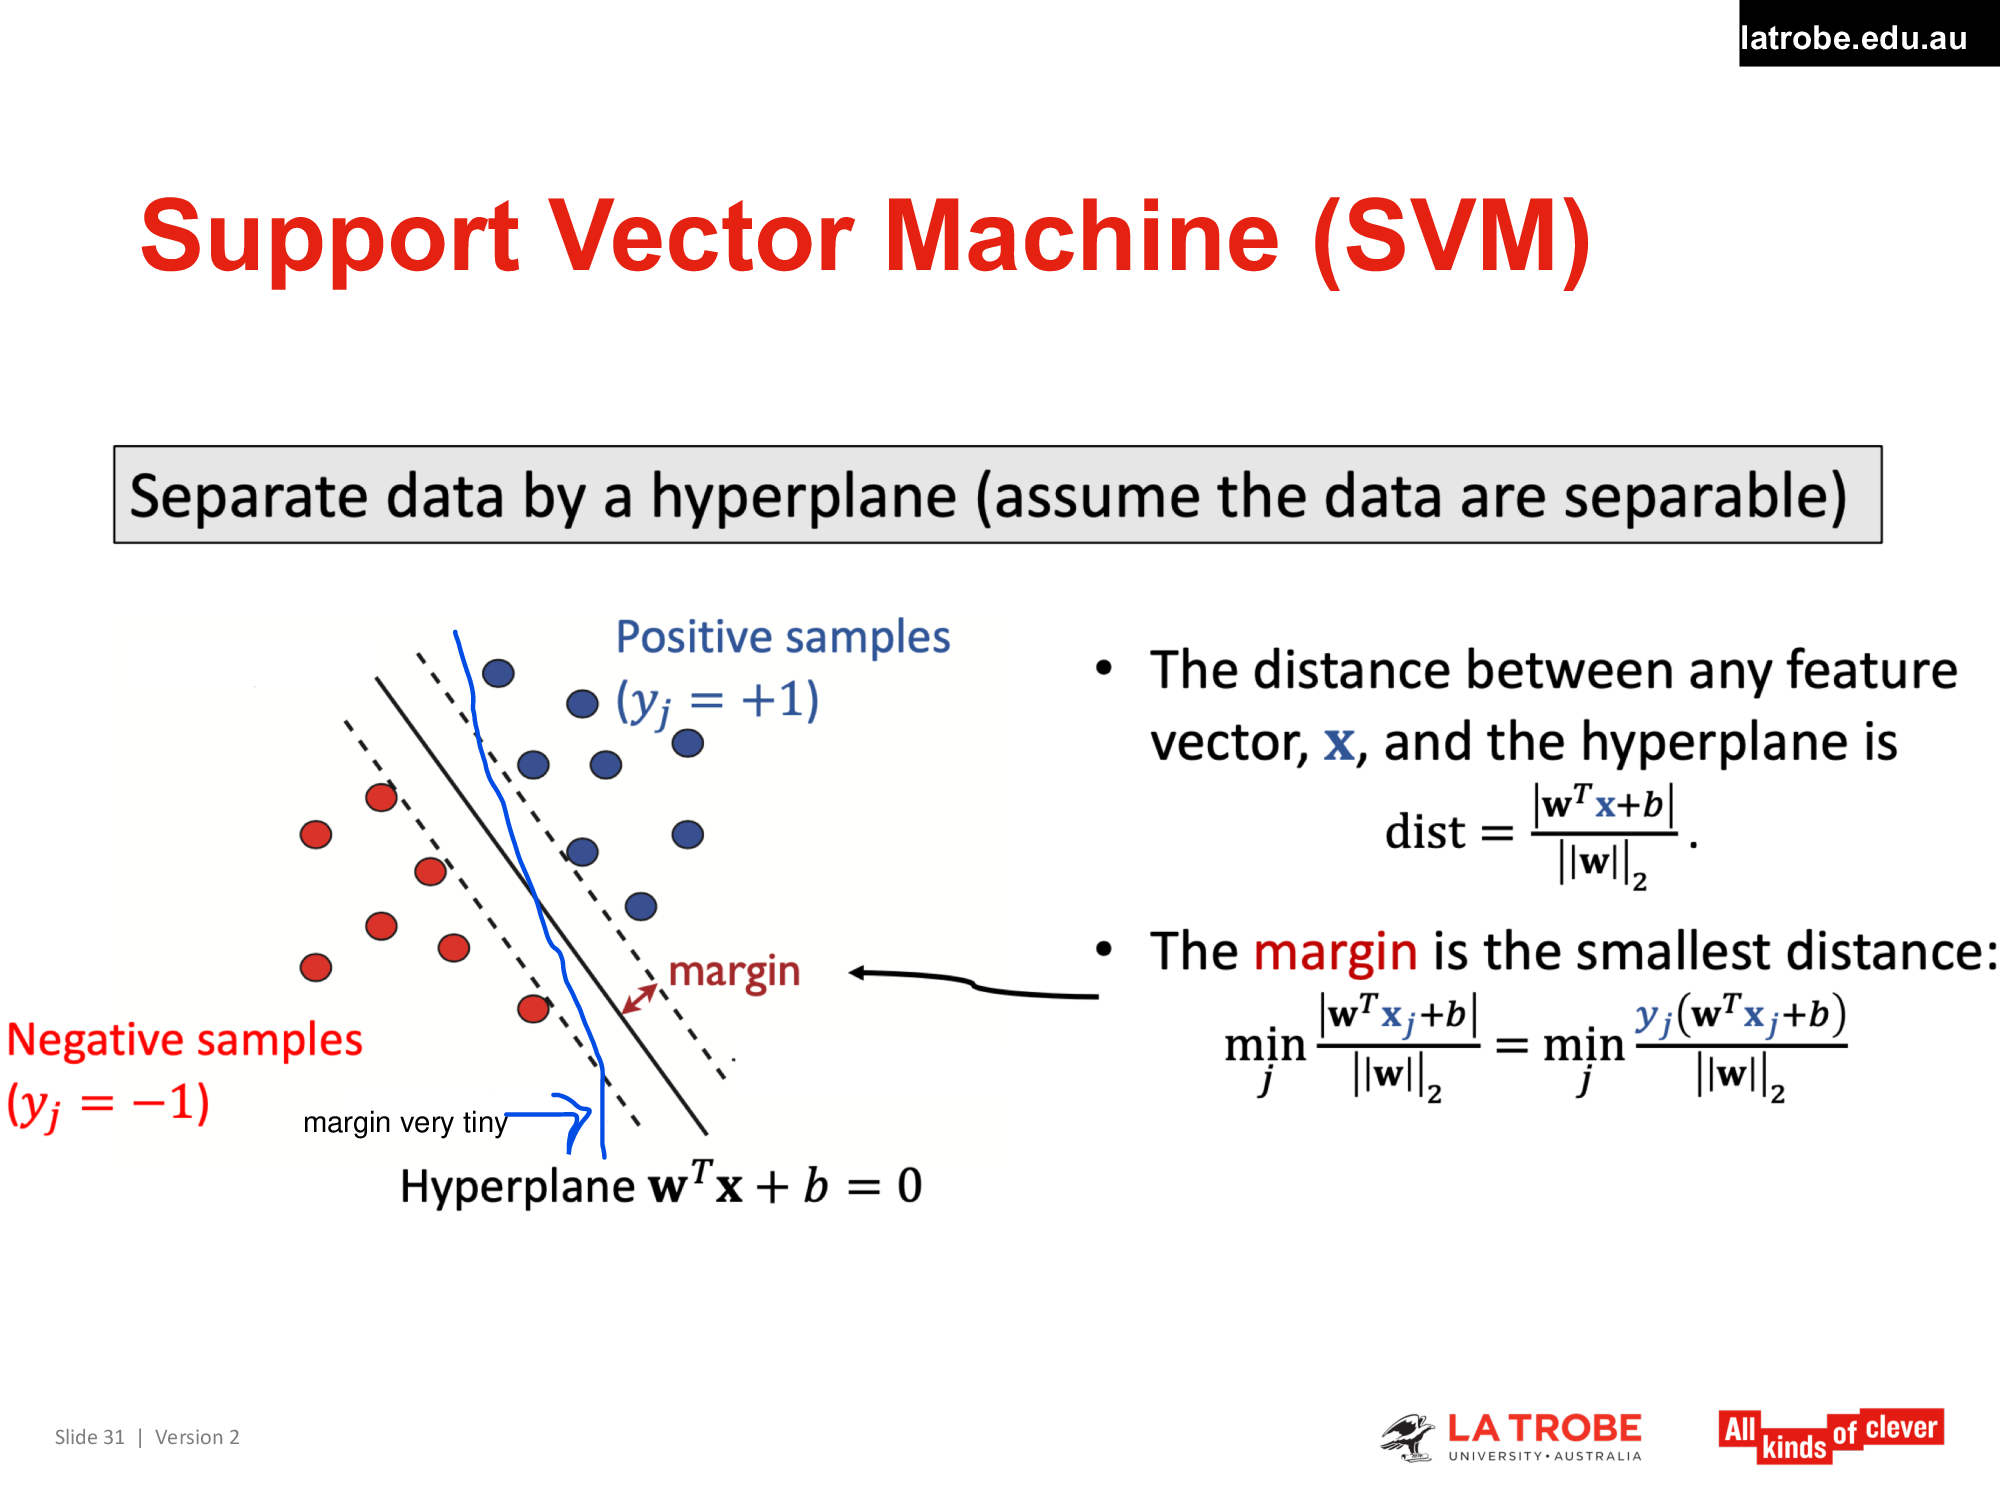 latrobe.edu.au
Support Vector Machine (SVM)
Separate data by a hyperplane (assume the data are separable)
Positive samples
(yⱼ = +1)
margin
Negative samples
(yⱼ = −1)
margin very tiny
Hyperplane wᵀx + b = 0
• The distance between any feature
vector, x, and the hyperplane is
dist = |wᵀx+b| / ||w||₂ .
• The margin is the smallest distance:
min j |wᵀxⱼ+b| / ||w||₂ = min j yⱼ(wᵀxⱼ+b) / ||w||₂
Slide 31 | Version 2
LA TROBE
UNIVERSITY • AUSTRALIA
All kinds of clever